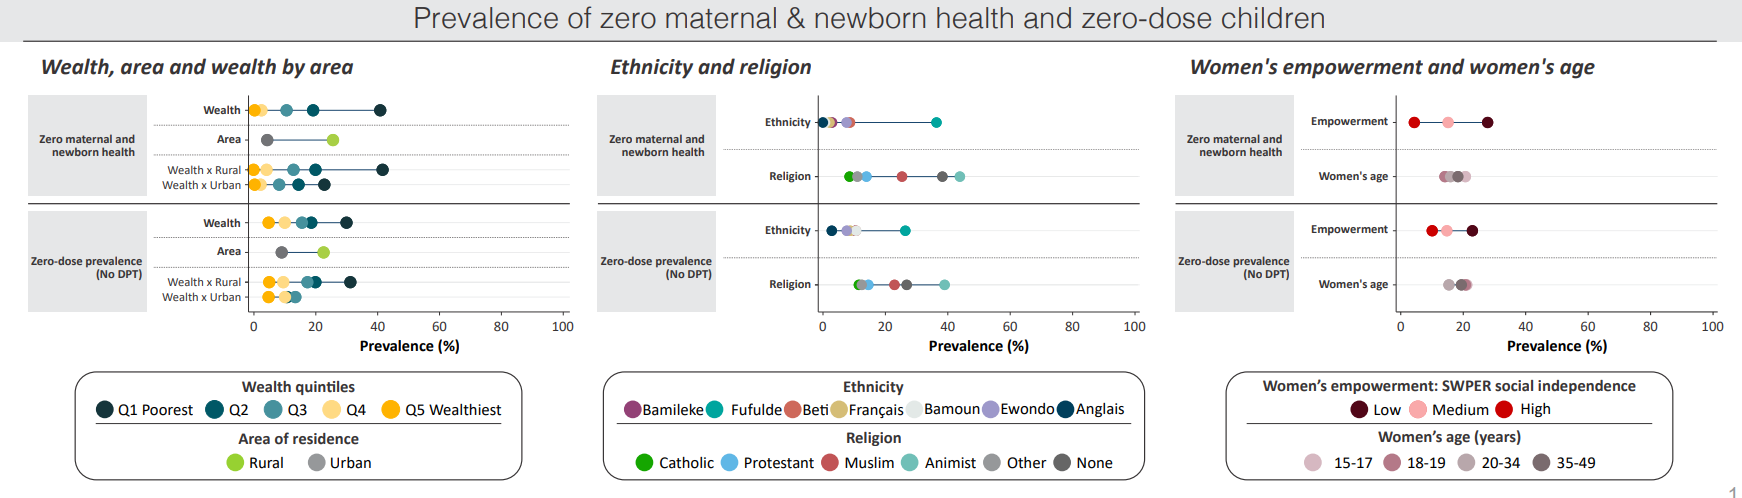 Prevalence of zero maternal & newborn health and zero-dose children
Wealth, area and wealth by area
Zero maternal and
newborn health
Wealth
Area
Wealth x Rural
Wealth x Urban
Zero-dose prevalence
(No DPT)
Wealth
Area
Wealth x Rural
Wealth x Urban
0 20 40 60 80 100
Prevalence (%)
Wealth quintiles
Q1 Poorest Q2 Q3 Q4 Q5 Wealthiest
Area of residence
Rural Urban
Ethnicity and religion
Zero maternal and
newborn health
Ethnicity
Religion
Zero-dose prevalence
(No DPT)
Ethnicity
Religion
0 20 40 60 80 100
Prevalence (%)
Ethnicity
Bamileke Fufulde Beti Français Bamoun Ewondo Anglais
Religion
Catholic Protestant Muslim Animist Other None
Women's empowerment and women's age
Zero maternal and
newborn health
Empowerment
Women's age
Zero-dose prevalence
(No DPT)
Empowerment
Women's age
0 20 40 60 80 100
Prevalence (%)
Women’s empowerment: SWPER social independence
Low Medium High
Women’s age (years)
15-17 18-19 20-34 35-49
1